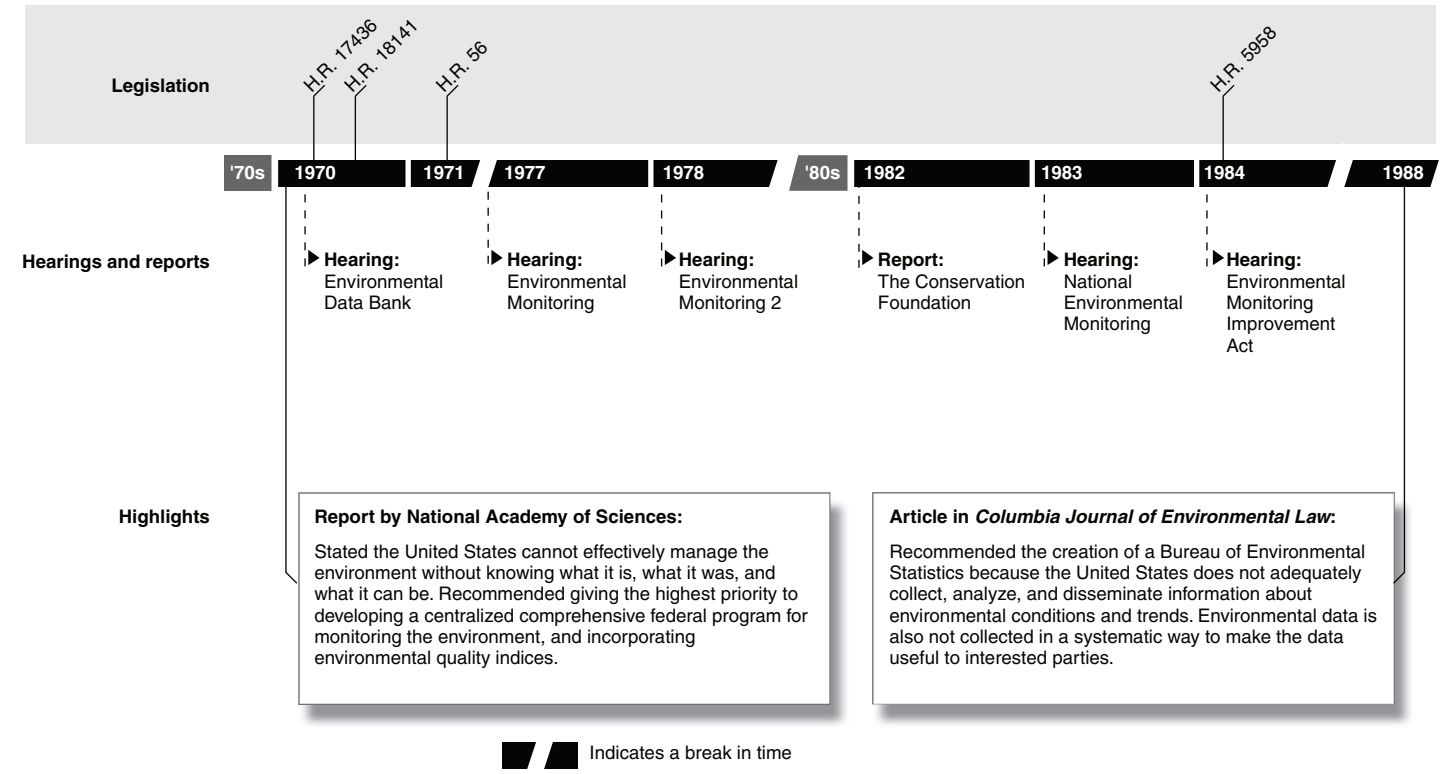 H.R. 17436
H.R. 18141
H.R. 56
H.R. 5958
Legislation
'70s
1970
1971
1977
1978
'80s
1982
1983
1984
1988
Hearings and reports
Hearing:
Environmental
Data Bank
Hearing:
Environmental
Monitoring
Hearing:
Environmental
Monitoring 2
Report:
The Conservation
Foundation
Hearing:
National
Environmental
Monitoring
Hearing:
Environmental
Monitoring
Improvement
Act
Highlights
Report by National Academy of Sciences:
Stated the United States cannot effectively manage the
environment without knowing what it is, what it was, and
what it can be. Recommended giving the highest priority to
developing a centralized comprehensive federal program for
monitoring the environment, and incorporating
environmental quality indices.
Article in Columbia Journal of Environmental Law:
Recommended the creation of a Bureau of Environmental
Statistics because the United States does not adequately
collect, analyze, and disseminate information about
environmental conditions and trends. Environmental data is
also not collected in a systematic way to make the data
useful to interested parties.
Indicates a break in time